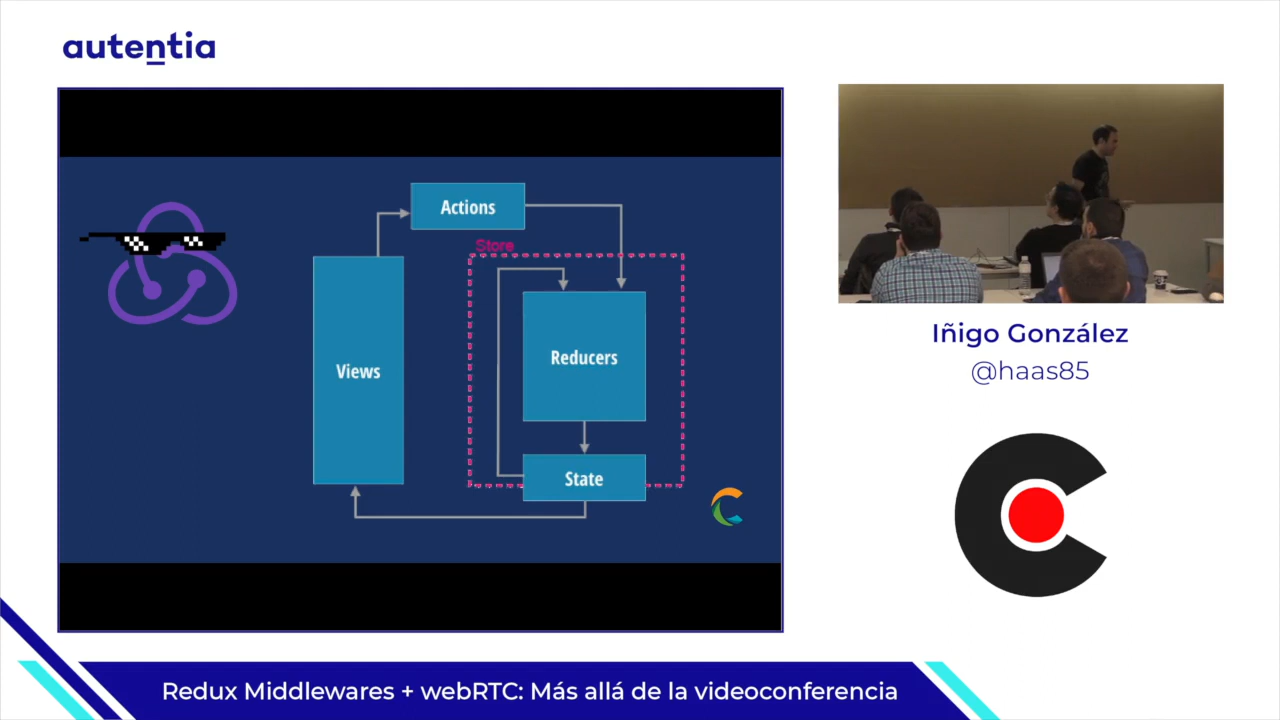 autentia
Actions
Store
Views
Reducers
State
Iñigo González
@haas85
Redux Middlewares + webRTC: Más allá de la videoconferencia